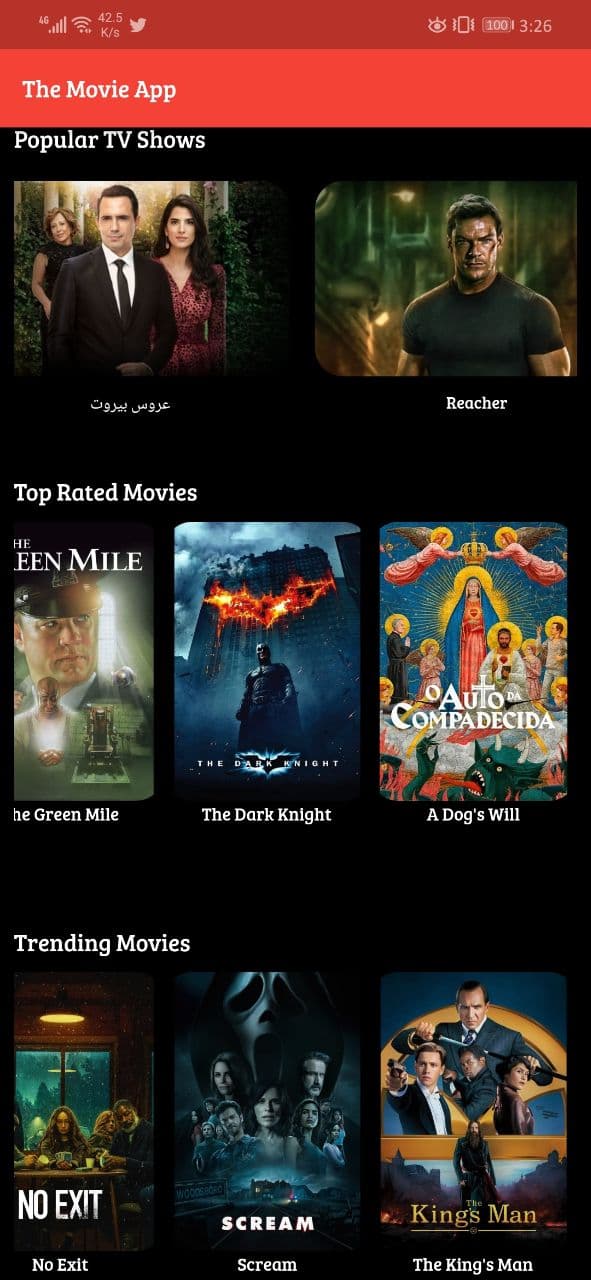 4G
42.5
K/s
100
3:26
The Movie App
Popular TV Shows
عروس بيروت
Reacher
Top Rated Movies
HE
EEN MILE
THE DARK KNIGHT
O AUTO DA
COMPADECIDA
he Green Mile
The Dark Knight
A Dog's Will
Trending Movies
NO EXIT
WOODSBORO
SCREAM
The
King's Man
No Exit
Scream
The King's Man